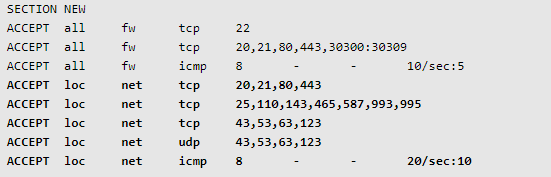 SECTION NEW
ACCEPT all fw tcp 22
ACCEPT all fw tcp 20,21,80,443,30300:30309
ACCEPT all fw icmp 8 - - 10/sec:5
ACCEPT loc net tcp 20,21,80,443
ACCEPT loc net tcp 25,110,143,465,587,993,995
ACCEPT loc net tcp 43,53,63,123
ACCEPT loc net udp 43,53,63,123
ACCEPT loc net icmp 8 - - 20/sec:10